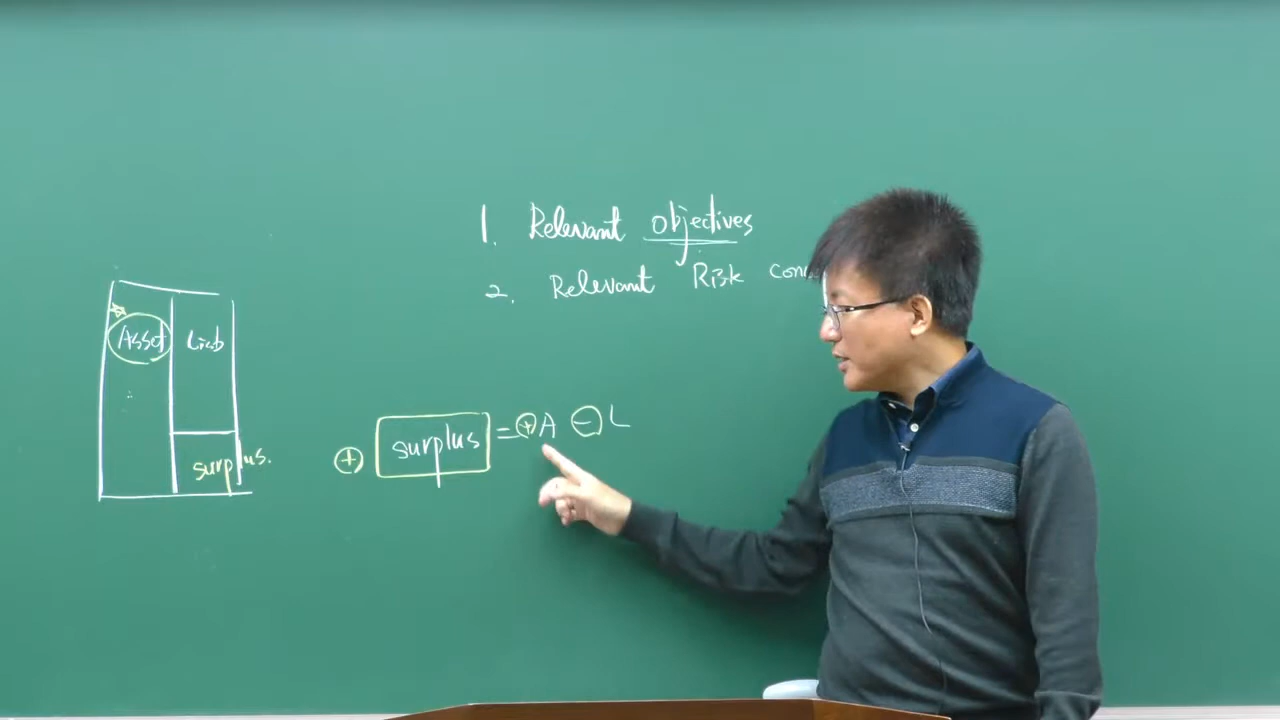 1. Relevant objectives
2. Relevant Risk
Asset Liab
surplus.
⊕ surplus = ⊕A ⊖L